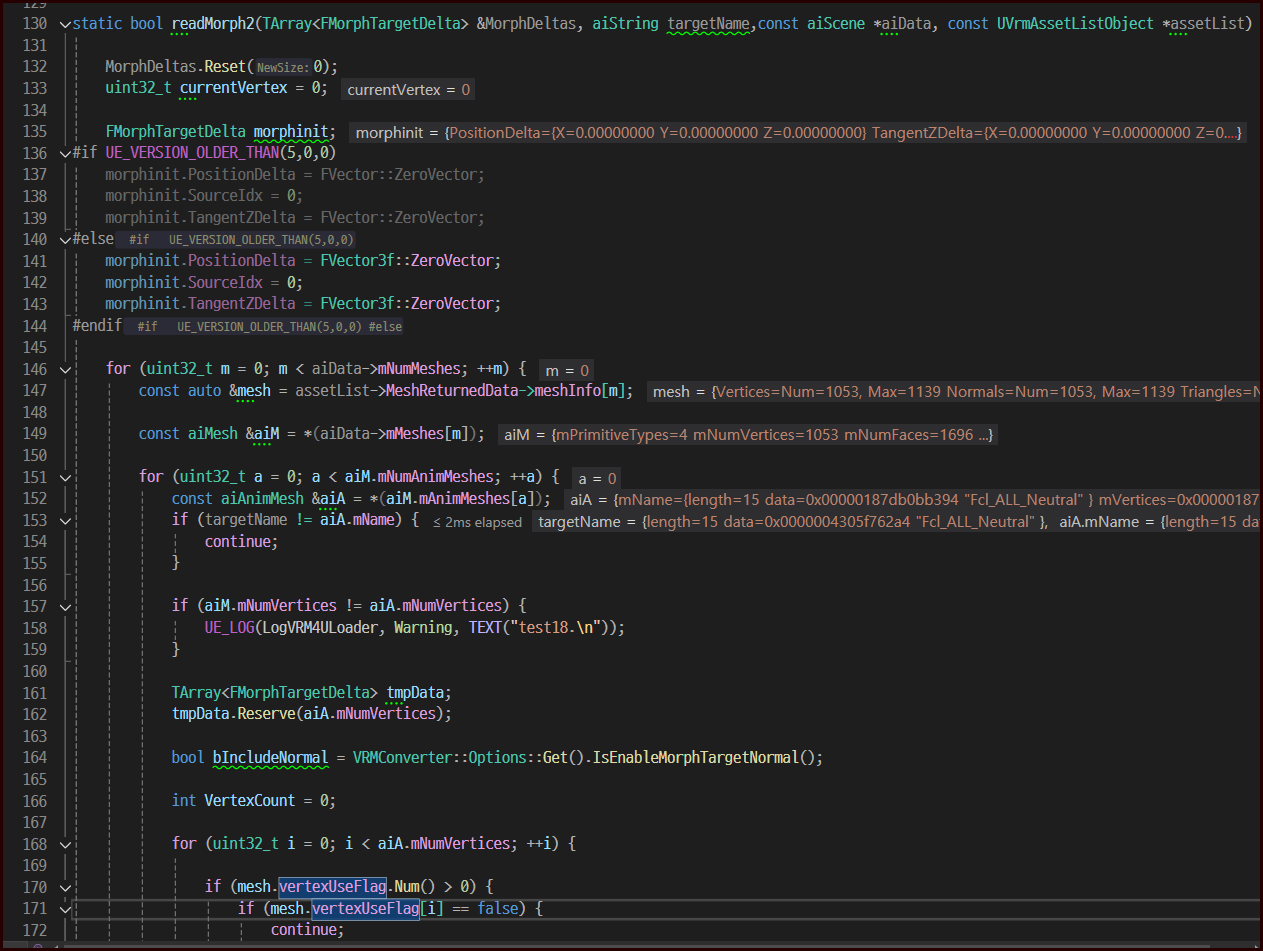 130 static bool readMorph2(TArray<FMorphTargetDelta> &MorphDeltas, aiString targetName,const aiScene *aiData, const UVrmAssetListObject *assetList)
131
132 MorphDeltas.Reset(NewSize: 0);
133 uint32_t currentVertex = 0; currentVertex = 0
134
135 FMorphTargetDelta morphinit; morphinit = {PositionDelta={X=0.00000000 Y=0.00000000 Z=0.00000000} TangentZDelta={X=0.00000000 Y=0.00000000 Z=0....}
136 #if UE_VERSION_OLDER_THAN(5,0,0)
137 morphinit.PositionDelta = FVector::ZeroVector;
138 morphinit.SourceIdx = 0;
139 morphinit.TangentZDelta = FVector::ZeroVector;
140 #else #if UE_VERSION_OLDER_THAN(5,0,0)
141 morphinit.PositionDelta = FVector3f::ZeroVector;
142 morphinit.SourceIdx = 0;
143 morphinit.TangentZDelta = FVector3f::ZeroVector;
144 #endif #if UE_VERSION_OLDER_THAN(5,0,0) #else
145
146 for (uint32_t m = 0; m < aiData->mNumMeshes; ++m) { m = 0
147 const auto &mesh = assetList->MeshReturnedData->meshInfo[m]; mesh = {Vertices=Num=1053, Max=1139 Normals=Num=1053, Max=1139 Triangles=N
148
149 const aiMesh &aiM = *(aiData->mMeshes[m]); aiM = {mPrimitiveTypes=4 mNumVertices=1053 mNumFaces=1696 ...}
150
151 for (uint32_t a = 0; a < aiM.mNumAnimMeshes; ++a) { a = 0
152 const aiAnimMesh &aiA = *(aiM.mAnimMeshes[a]); aiA = {mName={length=15 data=0x00000187db0bb394 "Fcl_ALL_Neutral" } mVertices=0x00000187
153 if (targetName != aiA.mName) { ≤ 2ms elapsed targetName = {length=15 data=0x0000004305f762a4 "Fcl_ALL_Neutral" }, aiA.mName = {length=15 da
154 continue;
155 }
156
157 if (aiM.mNumVertices != aiA.mNumVertices) {
158 UE_LOG(LogVRM4ULoader, Warning, TEXT("test18.\n"));
159 }
160
161 TArray<FMorphTargetDelta> tmpData;
162 tmpData.Reserve(aiA.mNumVertices);
163
164 bool bIncludeNormal = VRMConverter::Options::Get().IsEnableMorphTargetNormal();
165
166 int VertexCount = 0;
167
168 for (uint32_t i = 0; i < aiA.mNumVertices; ++i) {
169
170 if (mesh.vertexUseFlag.Num() > 0) {
171 if (mesh.vertexUseFlag[i] == false) {
172 continue;